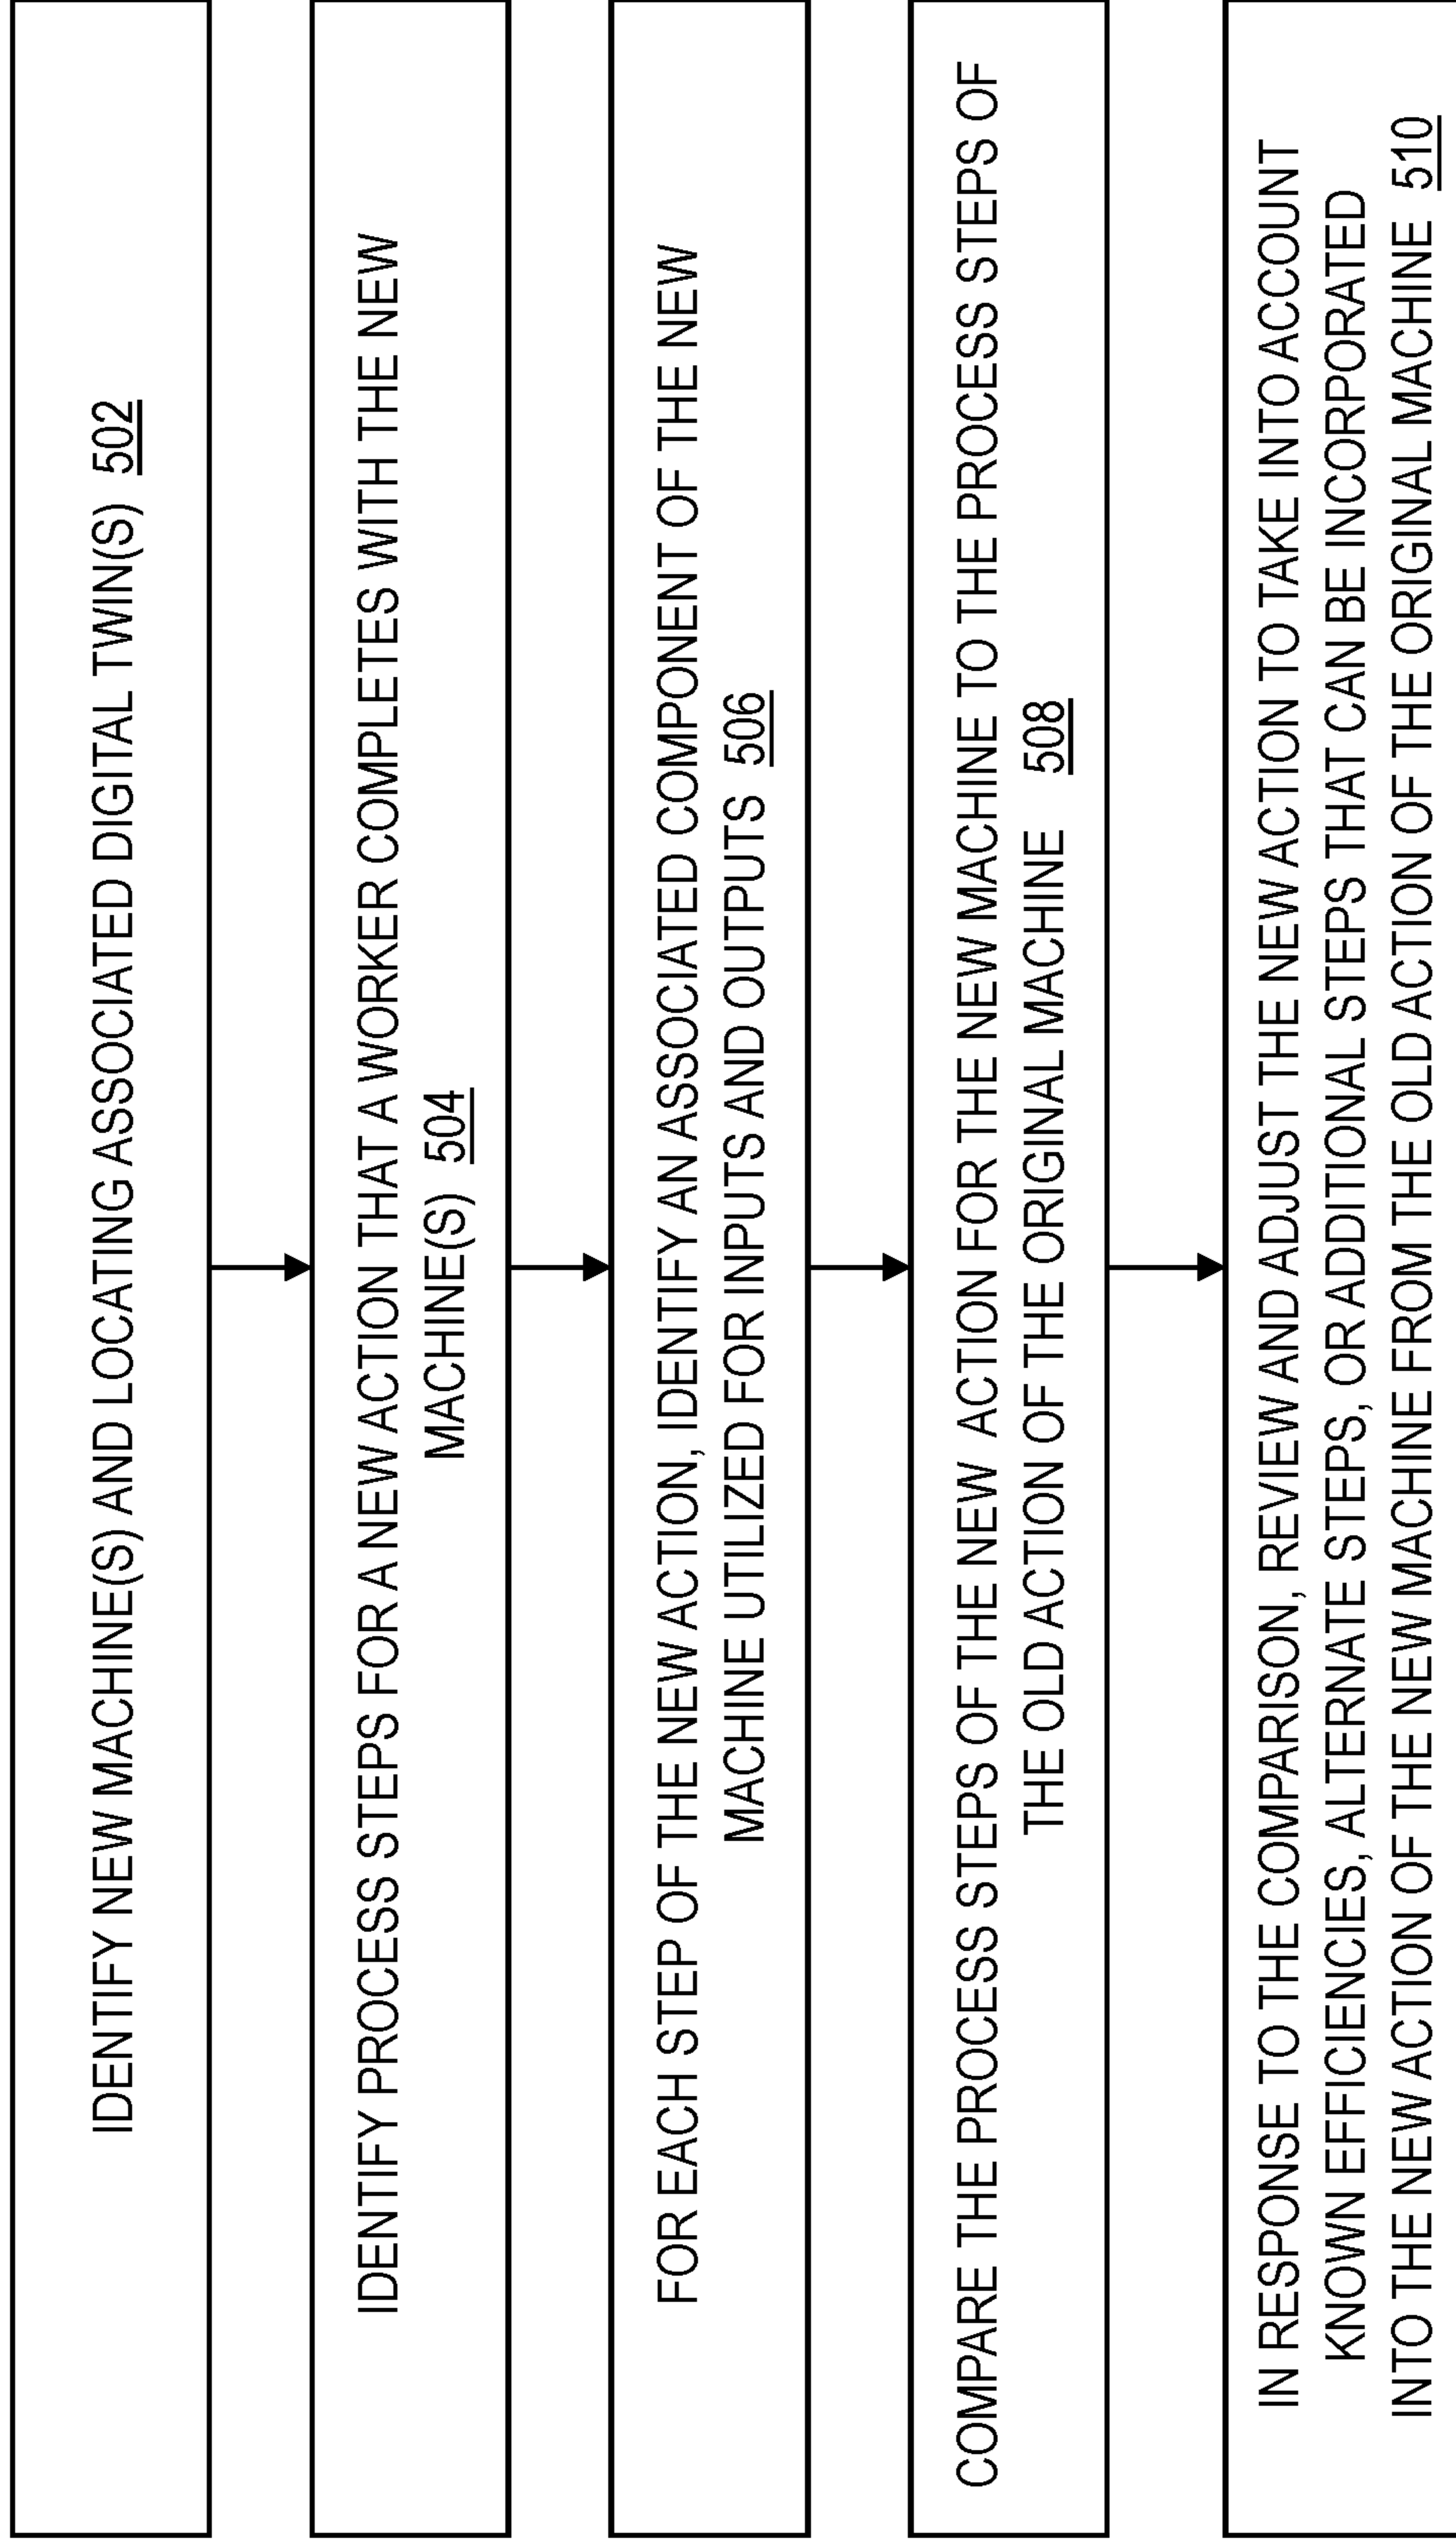 IDENTIFY NEW MACHINE(S) AND LOCATING ASSOCIATED DIGITAL TWIN(S) 502
IDENTIFY PROCESS STEPS FOR A NEW ACTION THAT A WORKER COMPLETES WITH THE NEW
MACHINE(S) 504
FOR EACH STEP OF THE NEW ACTION, IDENTIFY AN ASSOCIATED COMPONENT OF THE NEW
MACHINE UTILIZED FOR INPUTS AND OUTPUTS 506
COMPARE THE PROCESS STEPS OF THE NEW ACTION FOR THE NEW MACHINE TO THE PROCESS STEPS OF
THE OLD ACTION OF THE ORIGINAL MACHINE 508
IN RESPONSE TO THE COMPARISON, REVIEW AND ADJUST THE NEW ACTION TO TAKE INTO ACCOUNT
KNOWN EFFICIENCIES, ALTERNATE STEPS, OR ADDITIONAL STEPS THAT CAN BE INCORPORATED
INTO THE NEW ACTION OF THE NEW MACHINE FROM THE OLD ACTION OF THE ORIGINAL MACHINE 510